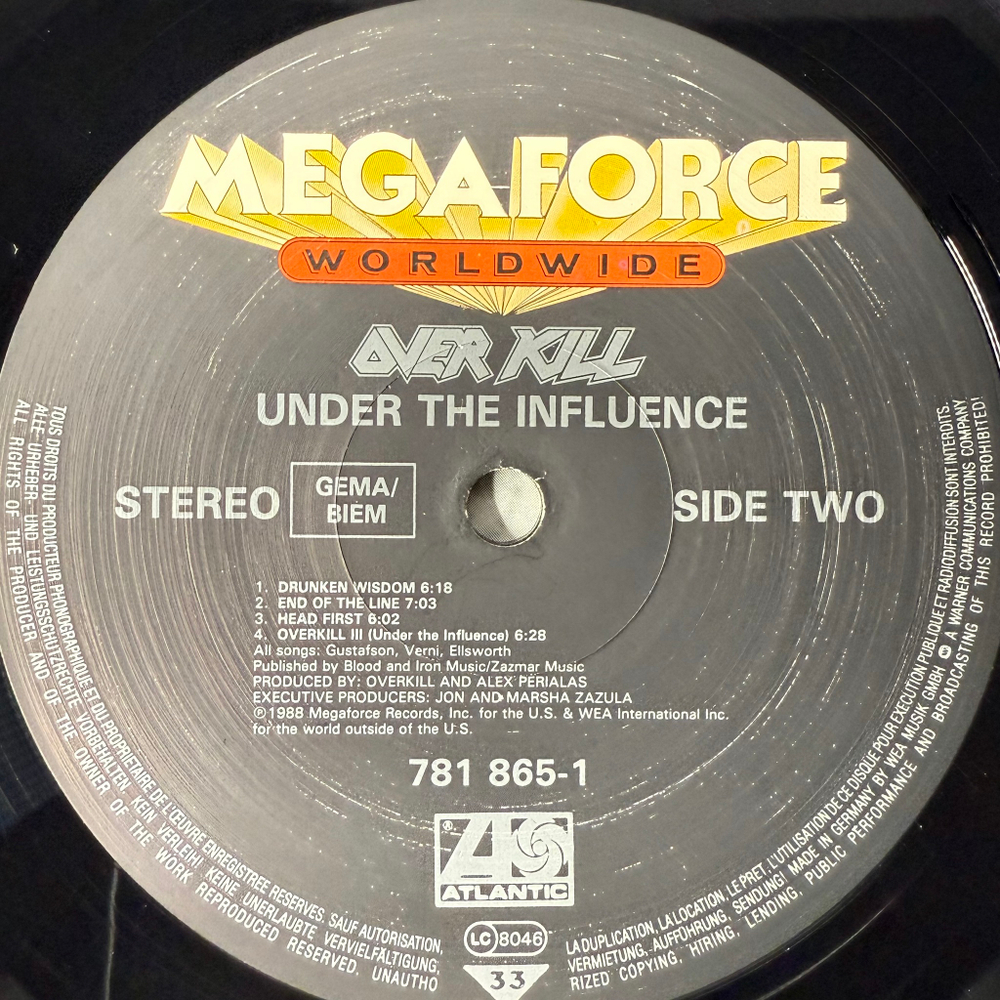 MEGAFORCE
WORLDWIDE
OVER KILL
UNDER THE INFLUENCE
STEREO
GEMA/
BIEM
SIDE TWO
1. DRUNKEN WISDOM 6:18
2. END OF THE LINE 7:03
3. HEAD FIRST 6:02
4. OVERKILL III (Under the Influence) 6:28
All songs: Gustafson, Verni, Ellsworth
Published by Blood and Iron Music/Zazmar Music
PRODUCED BY: OVERKILL AND ALEX PERIALAS
EXECUTIVE PRODUCERS: JON AND MARSHA ZAZULA
℗1988 Megaforce Records, Inc. for the U.S. & WEA International Inc.
for the world outside of the U.S.
781 865-1
®
ATLANTIC
LC 8046
33
TOUS DROITS DU PRODUCTEUR PHONOGRAPHIQUE ET DU PROPRIETAIRE DE L'ŒUVRE ENREGISTREE RESERVES. SAUF AUTORISATION,
LA DUPLICATION, LA LOCATION, LE PRET, L'UTILISATION DE CE DISQUE POUR EXECUTION PUBLIQUE ET RADIODIFFUSION SONT INTERDITS.
ALLE URHEBER- UND LEISTUNGSSCHUTZRECHTE VORBEHALTEN. KEIN VERLEIH! KEINE UNERLAUBTE VERVIELFÄLTIGUNG,
VERMIETUNG, AUFFÜHRUNG, SENDUNG! MADE IN GERMANY BY WEA MUSIK GMBH A WARNER COMMUNICATIONS COMPANY
ALL RIGHTS OF THE PRODUCER AND OF THE OWNER OF THE WORK REPRODUCED RESERVED. UNAUTHO
RIZED COPYING, HIRING, LENDING, PUBLIC PERFORMANCE AND BROADCASTING OF THIS RECORD PROHIBITED!